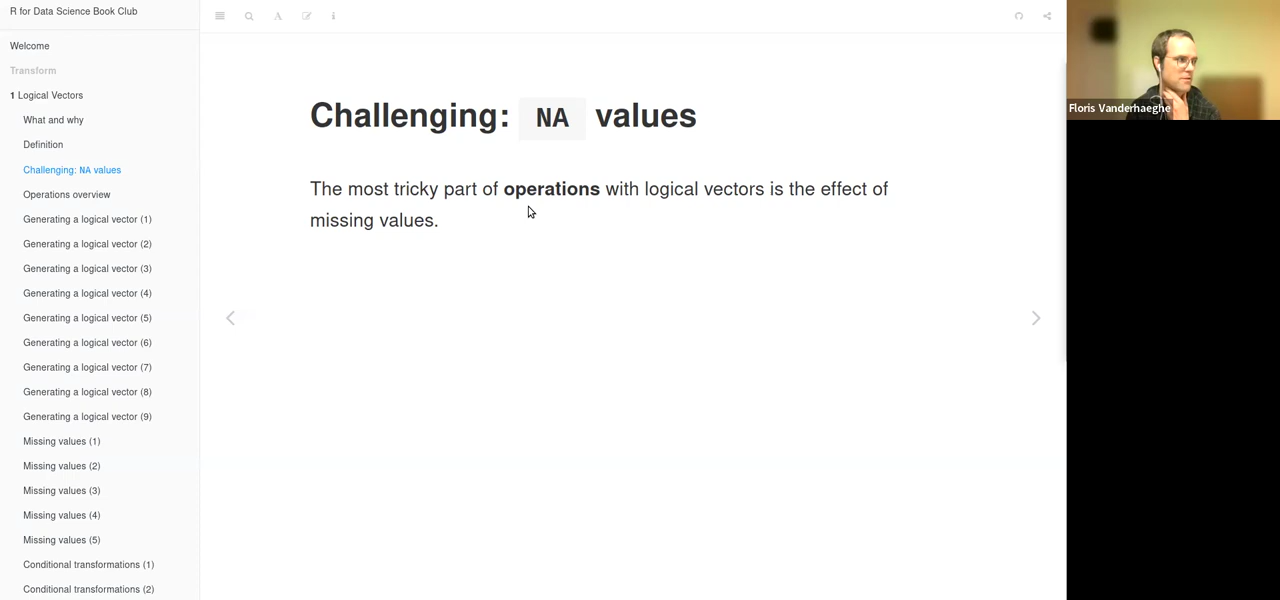 R for Data Science Book Club
Welcome
Transform
1 Logical Vectors
What and why
Definition
Challenging: NA values
Operations overview
Generating a logical vector (1)
Generating a logical vector (2)
Generating a logical vector (3)
Generating a logical vector (4)
Generating a logical vector (5)
Generating a logical vector (6)
Generating a logical vector (7)
Generating a logical vector (8)
Generating a logical vector (9)
Missing values (1)
Missing values (2)
Missing values (3)
Missing values (4)
Missing values (5)
Conditional transformations (1)
Conditional transformations (2)
A
i
Challenging: NA values
The most tricky part of operations with logical vectors is the effect of
missing values.
Floris Vanderhaeghe